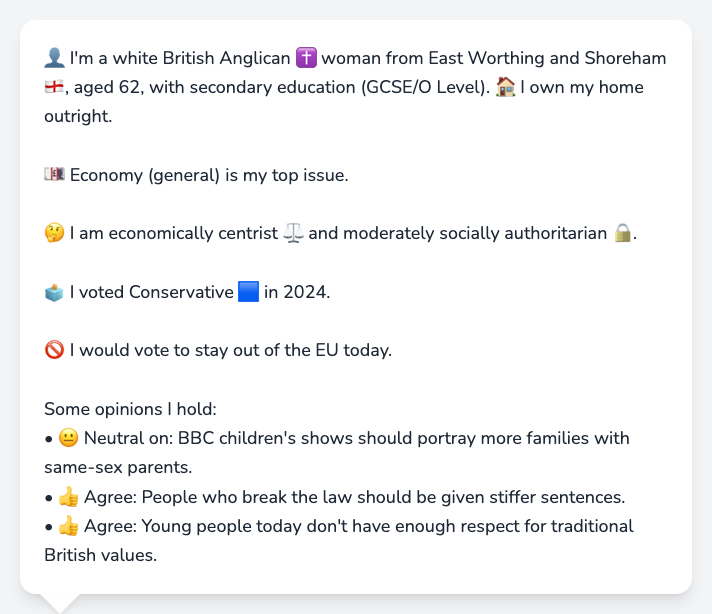 👤 I'm a white British Anglican ✝️ woman from East Worthing and Shoreham
🏴󠁧󠁢󠁥󠁮󠁧󠁿, aged 62, with secondary education (GCSE/O Level). 🏠 I own my home
outright.
💷 Economy (general) is my top issue.
🤔 I am economically centrist ⚖️ and moderately socially authoritarian 🔒.
🗳️ I voted Conservative 🟦 in 2024.
🚫 I would vote to stay out of the EU today.
Some opinions I hold:
• 😐 Neutral on: BBC children's shows should portray more families with
same-sex parents.
• 👍 Agree: People who break the law should be given stiffer sentences.
• 👍 Agree: Young people today don't have enough respect for traditional
British values.